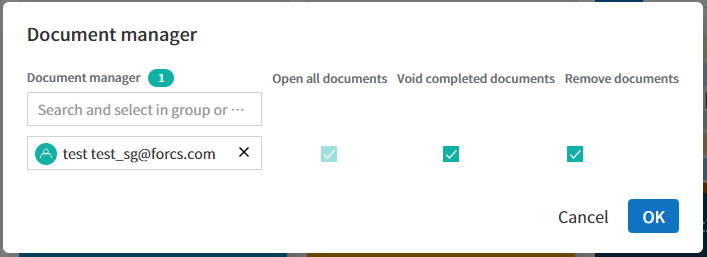 Document manager
Document manager 1 Open all documents Void completed documents Remove documents
Search and select in group or ···
test test_sg@forcs.com ×
Cancel OK